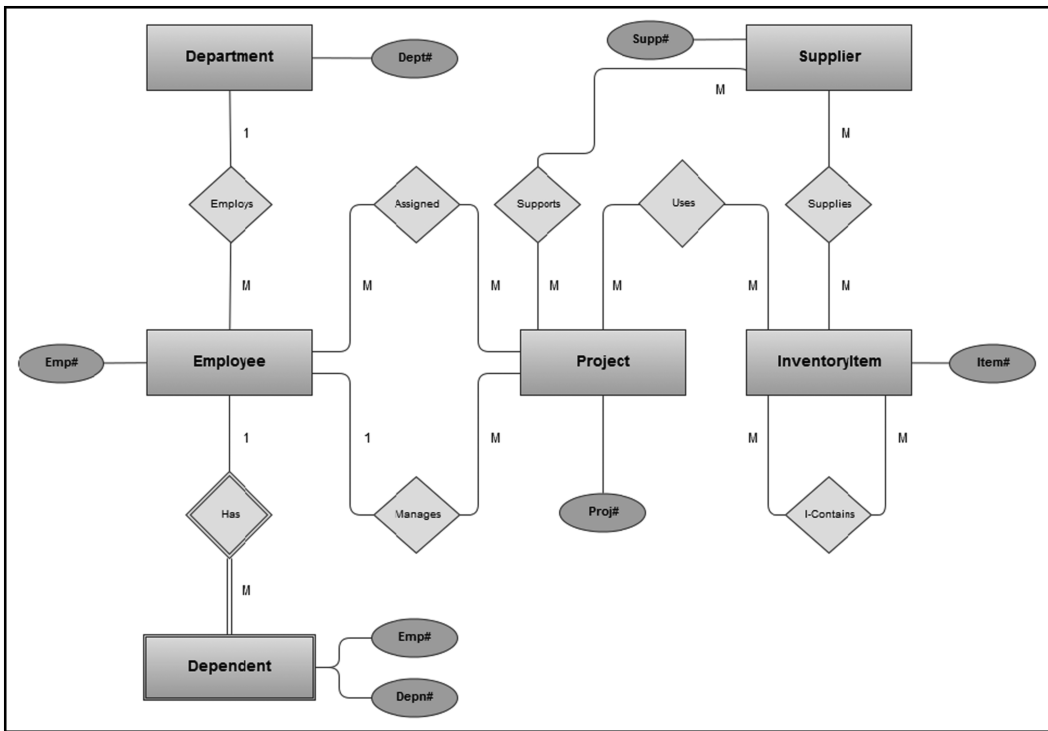 Supp#
Department
Dept#
Supplier
M
1
M
Employs
Assigned
Supports
Uses
Supplies
M
M
M
M
M
M
M
Emp#
Employee
Project
InventoryItem
Item#
1
1
M
M
M
Has
Manages
Proj#
I-Contains
M
Emp#
Dependent
Depn#